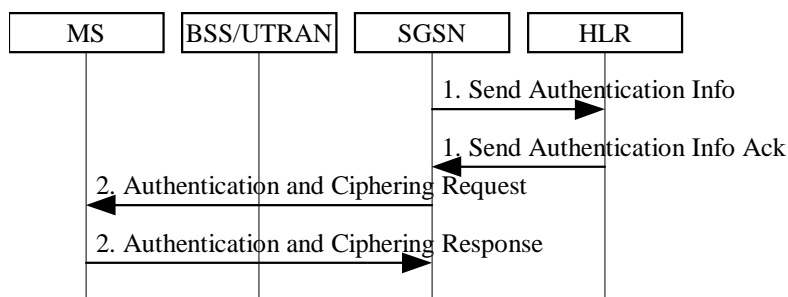 MS BSS/UTRAN SGSN HLR
1. Send Authentication Info
1. Send Authentication Info Ack
2. Authentication and Ciphering Request
2. Authentication and Ciphering Response